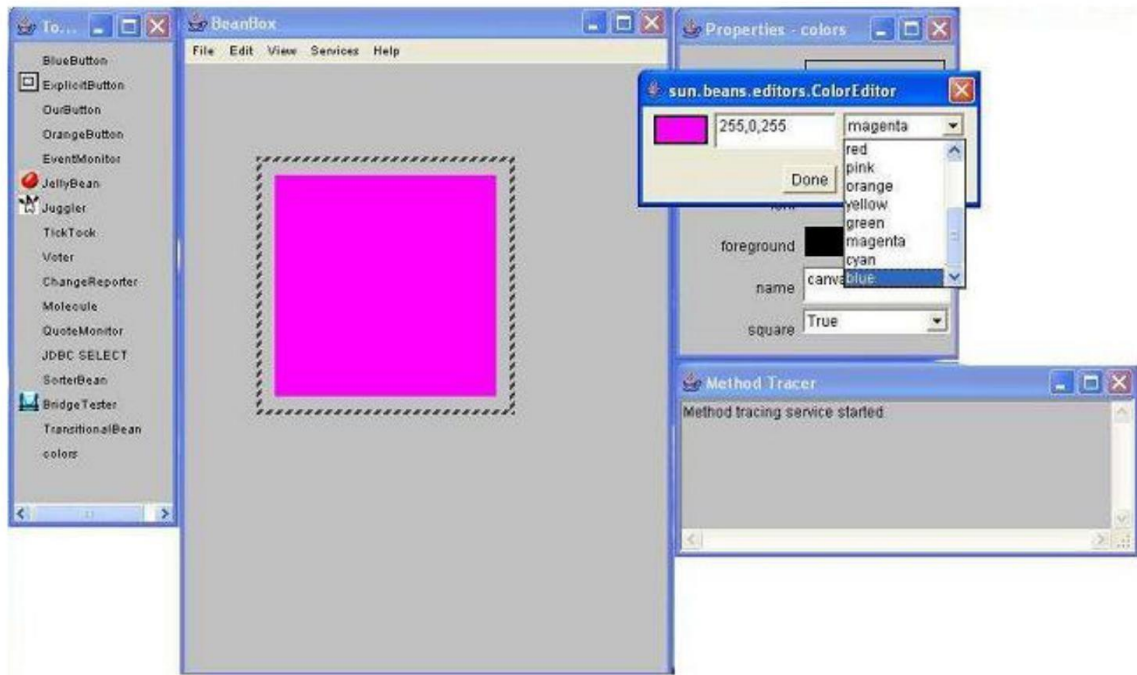 To...
BlueButton
ExplicitButton
OurButton
OrangeButton
EventMonitor
JellyBean
Juggler
TickTock
Voter
ChangeReporter
Molecule
QuoteMonitor
JDBC SELECT
SorterBean
BridgeTester
TransitionalBean
colors
BeanBox
File Edit View Services Help
Properties - colors
sun.beans.editors.ColorEditor
255,0,255
magenta
red
pink
orange
yellow
green
magenta
cyan
blue
Done
foreground
name
square
True
Method Tracer
Method tracing service started